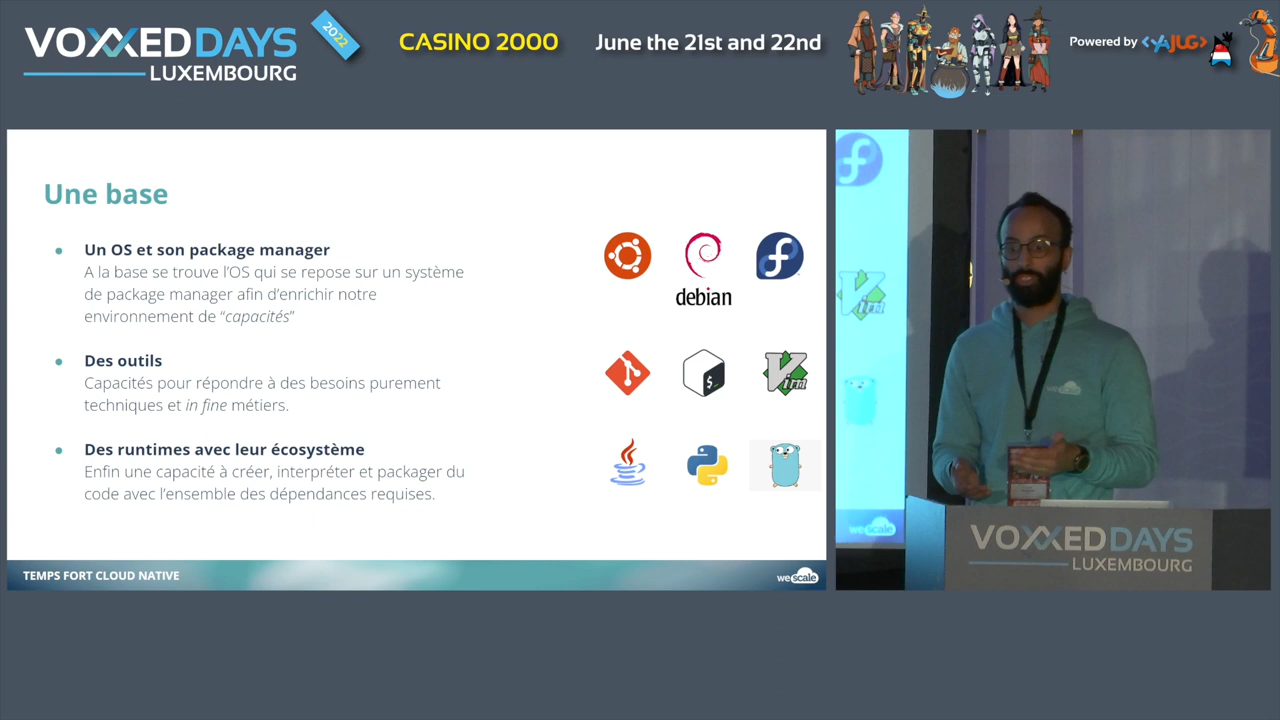 VOXXEDDAYS
LUXEMBOURG
2022
CASINO 2000
June the 21st and 22nd
Powered by <YAJUG>
Une base
Un OS et son package manager
A la base se trouve l'OS qui se repose sur un système
de package manager afin d'enrichir notre
environnement de “capacités”
debian
Des outils
Capacités pour répondre à des besoins purement
techniques et in fine métiers.
$_
Vim
Des runtimes avec leur écosystème
Enfin une capacité à créer, interpréter et packager du
code avec l'ensemble des dépendances requises.
TEMPS FORT CLOUD NATIVE
wescale
Vim
wescale
VOXXEDDAYS
LUXEMBOURG